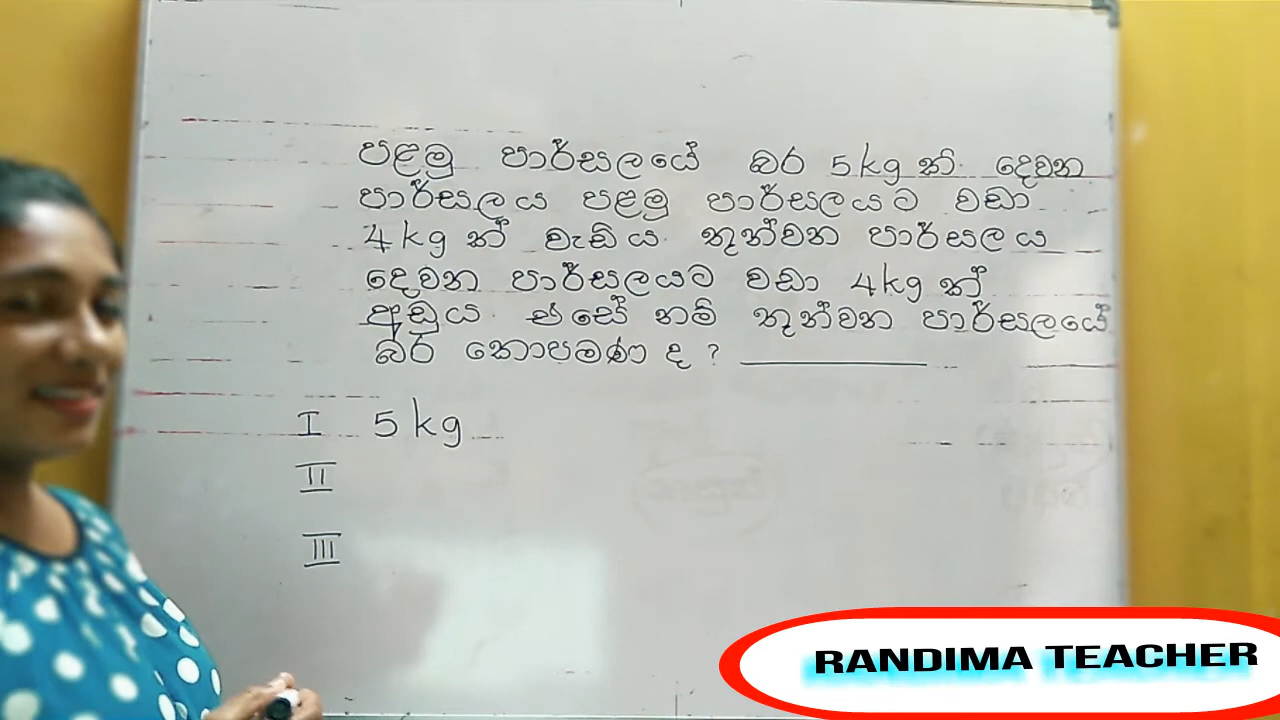 පළමු පාර්සලයේ බර 5kg කි. දෙවන
පාර්සලය පළමු පාර්සලයට වඩා
4kg ක් වැඩිය. තුන්වන පාර්සලය
දෙවන පාර්සලයට වඩා 4kg ක්
අඩුය. එසේ නම් තුන්වන පාර්සලයේ
බර කොපමණ ද ?
I 5kg
II
III
RANDIMA TEACHER